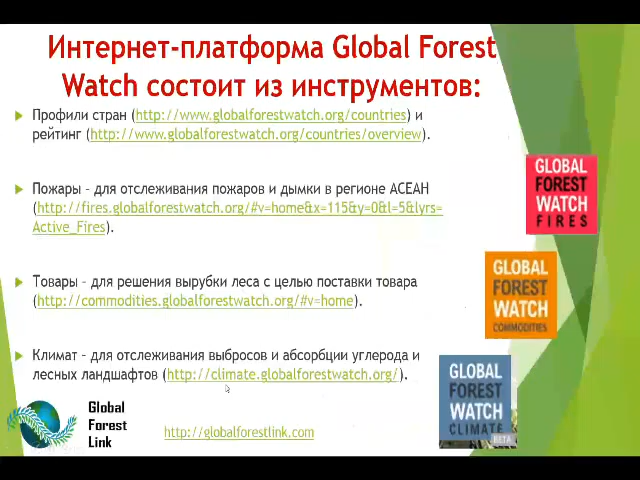 Интернет-платформа Global Forest
Watch состоит из инструментов:
Профили стран (http://www.globalforestwatch.org/countries) и
рейтинг (http://www.globalforestwatch.org/countries/overview).
Пожары – для отслеживания пожаров и дымки в регионе АСЕАН
(http://fires.globalforestwatch.org/#v=home&x=115&y=0&l=5&lyrs=
Active_Fires).
GLOBAL
FOREST
WATCH
FIRES
Товары – для решения вырубки леса с целью поставки товара
(http://commodities.globalforestwatch.org/#v=home).
GLOBAL
FOREST
WATCH
COMMODITIES
Климат – для отслеживания выбросов и абсорбции углерода и
лесных ландшафтов (http://climate.globalforestwatch.org/).
GLOBAL
FOREST
WATCH
CLIMATE
BETA
Global
Forest
Link
http://globalforestlink.com